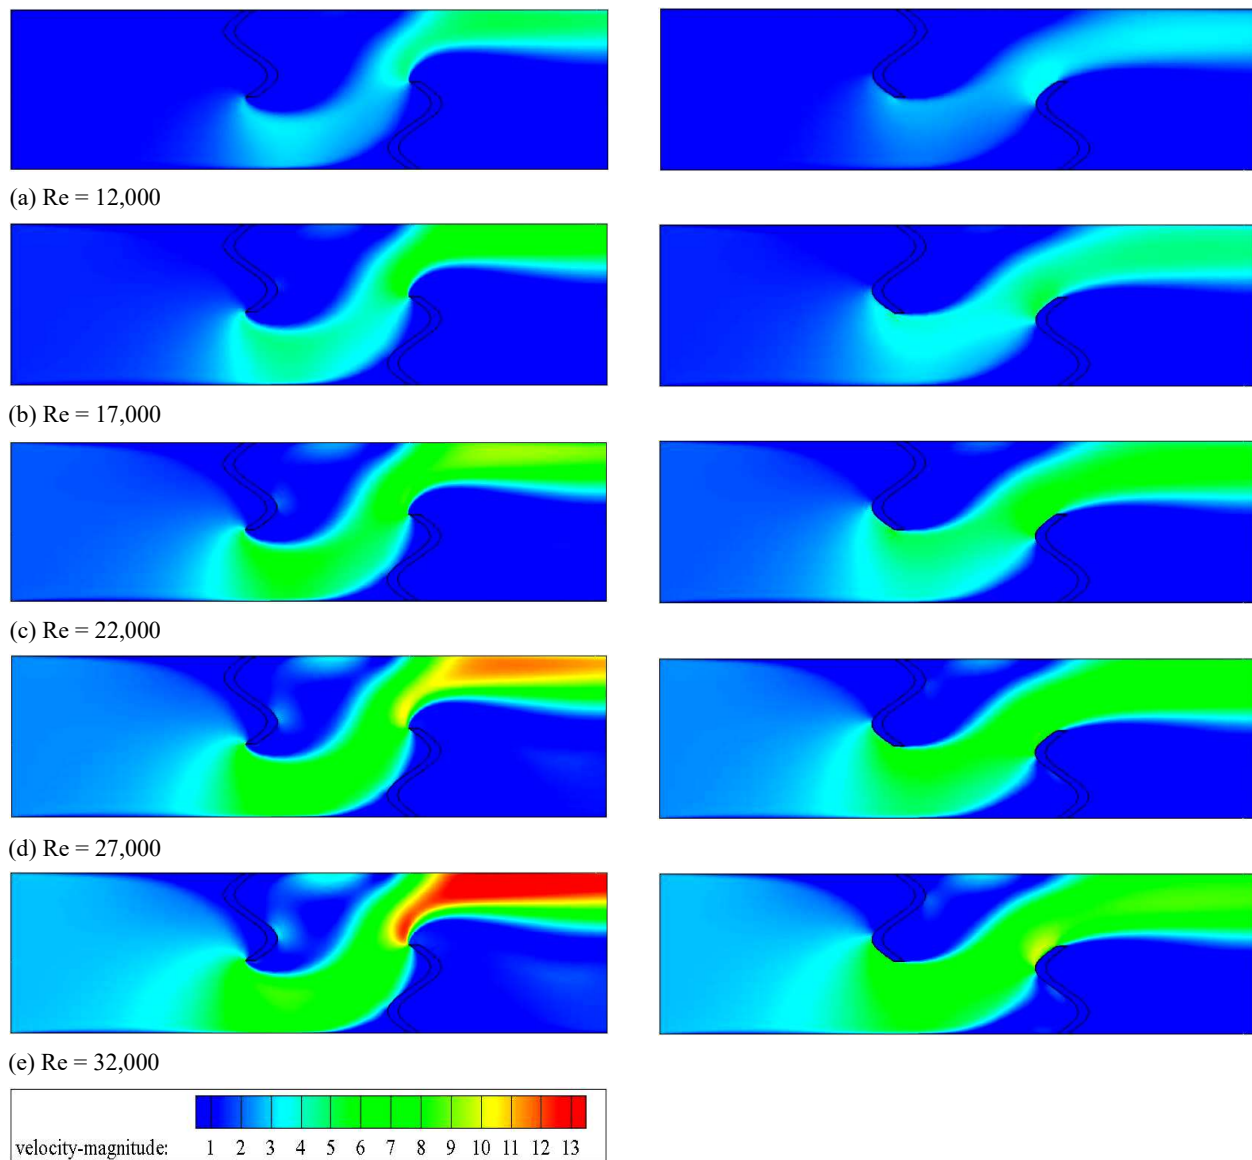 (a) Re = 12,000
(b) Re = 17,000
(c) Re = 22,000
(d) Re = 27,000
(e) Re = 32,000
velocity-magnitude: 1 2 3 4 5 6 7 8 9 10 11 12 13